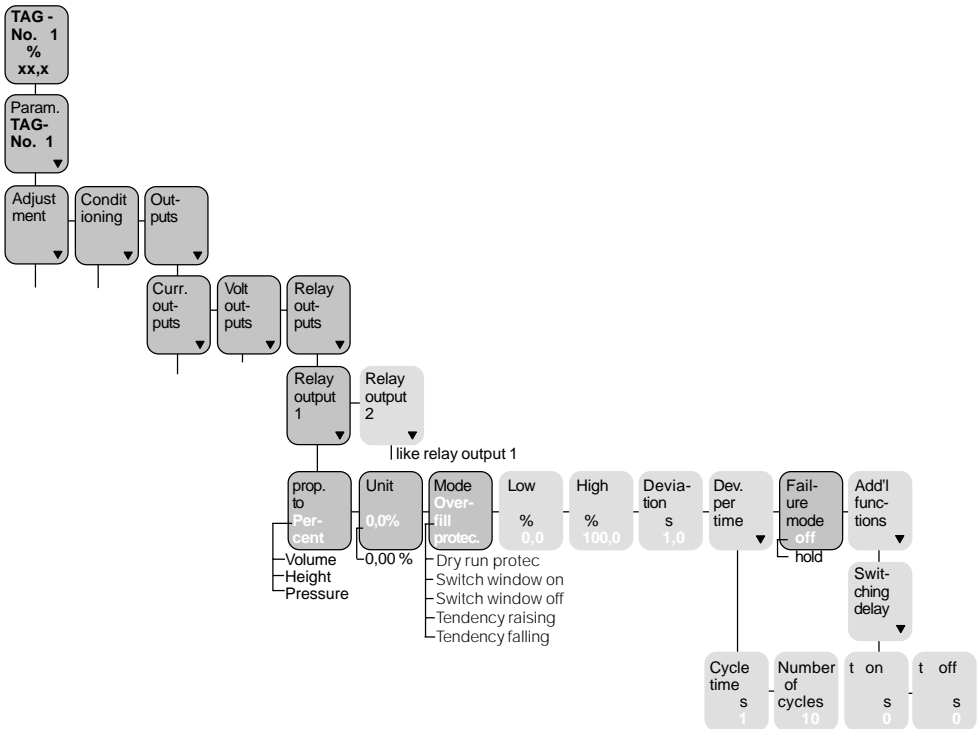 TAG -
No. 1
%
xx,x
Param.
TAG-
No. 1
Adjust
ment
Condit
ioning
Out-
puts
Curr.
out-
puts
Volt
out-
puts
Relay
out-
puts
Relay
output
1
Relay
output
2
like relay output 1
prop.
to
Per-
cent
Volume
Height
Pressure
Unit
0,0%
0,00 %
Mode
Over-
fill
protec.
Dry run protec
Switch window on
Switch window off
Tendency raising
Tendency falling
Low
%
0,0
High
%
100,0
Devia-
tion
s
1,0
Dev.
per
time
Fail-
ure
mode
off
hold
Add'l
func-
tions
Swit-
ching
delay
Cycle
time
s
1
Number
of
cycles
10
t on
s
0
t off
s
0